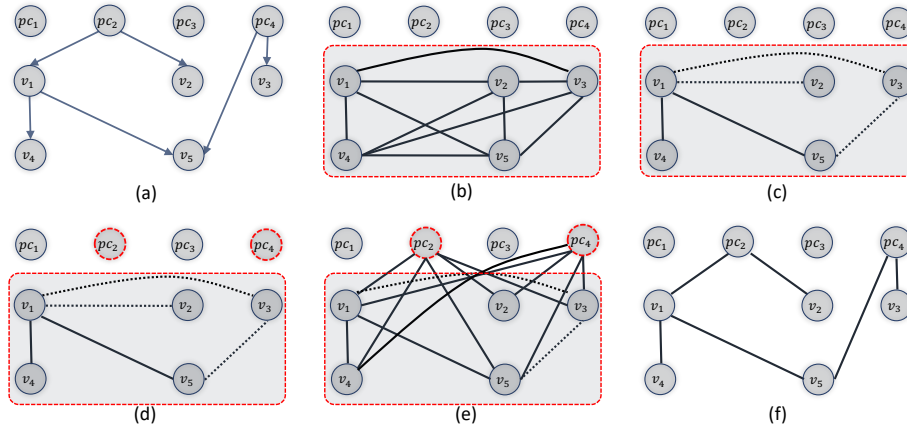 pc₁ pc₂ pc₃ pc₄ pc₁ pc₂ pc₃ pc₄ pc₁ pc₂ pc₃ pc₄
v₁ v₂ v₃ v₁ v₂ v₃ v₁ v₂ v₃
v₄ v₅ v₄ v₅ v₄ v₅
(a) (b) (c)
pc₁ pc₂ pc₃ pc₄ pc₁ pc₂ pc₃ pc₄ pc₁ pc₂ pc₃ pc₄
v₁ v₂ v₃ v₁ v₂ v₃ v₁ v₂ v₃
v₄ v₅ v₄ v₅ v₄ v₅
(d) (e) (f)